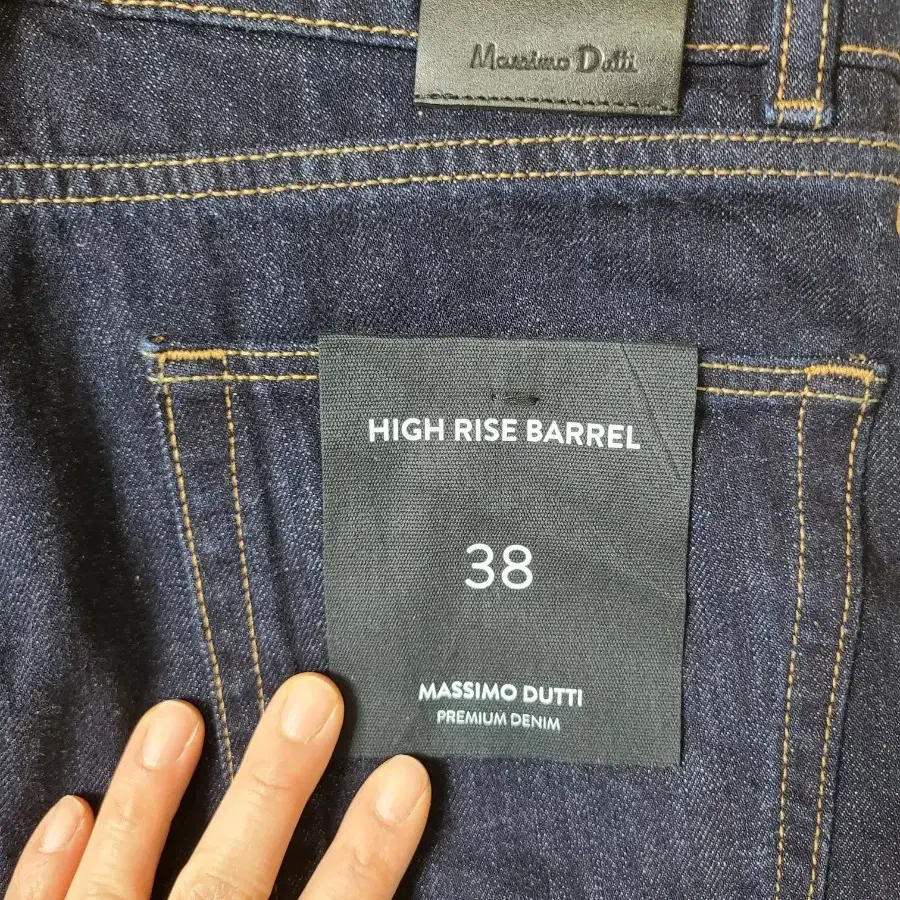 Massimo Dutti
HIGH RISE BARREL
38
MASSIMO DUTTI
PREMIUM DENIM